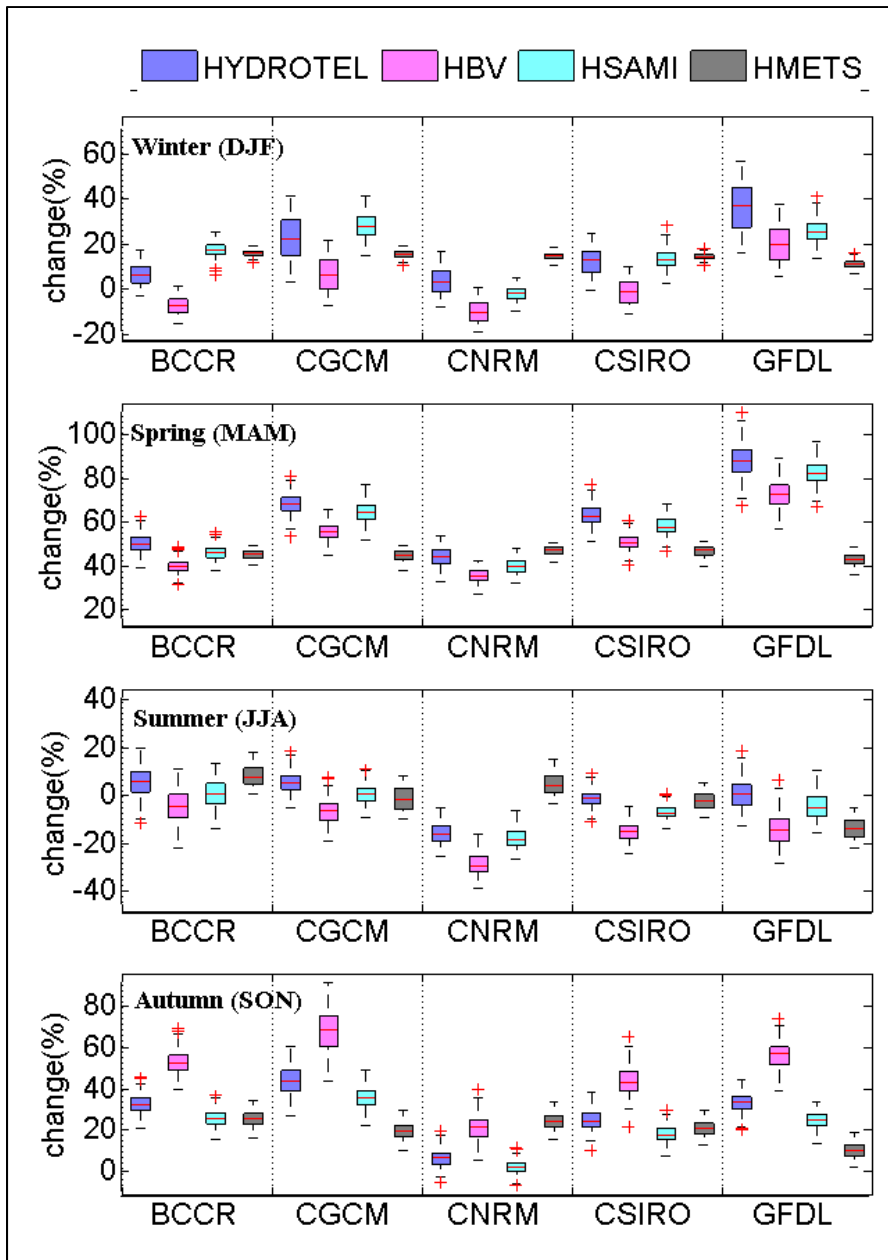 HYDROTEL HBV HSAMI HMETS
Winter (DJF)
change(%)
60
40
20
0
-20
BCCR CGCM CNRM CSIRO GFDL
Spring (MAM)
change(%)
100
80
60
40
20
BCCR CGCM CNRM CSIRO GFDL
Summer (JJA)
change(%)
40
20
0
-20
-40
BCCR CGCM CNRM CSIRO GFDL
Autumn (SON)
change(%)
80
60
40
20
0
BCCR CGCM CNRM CSIRO GFDL